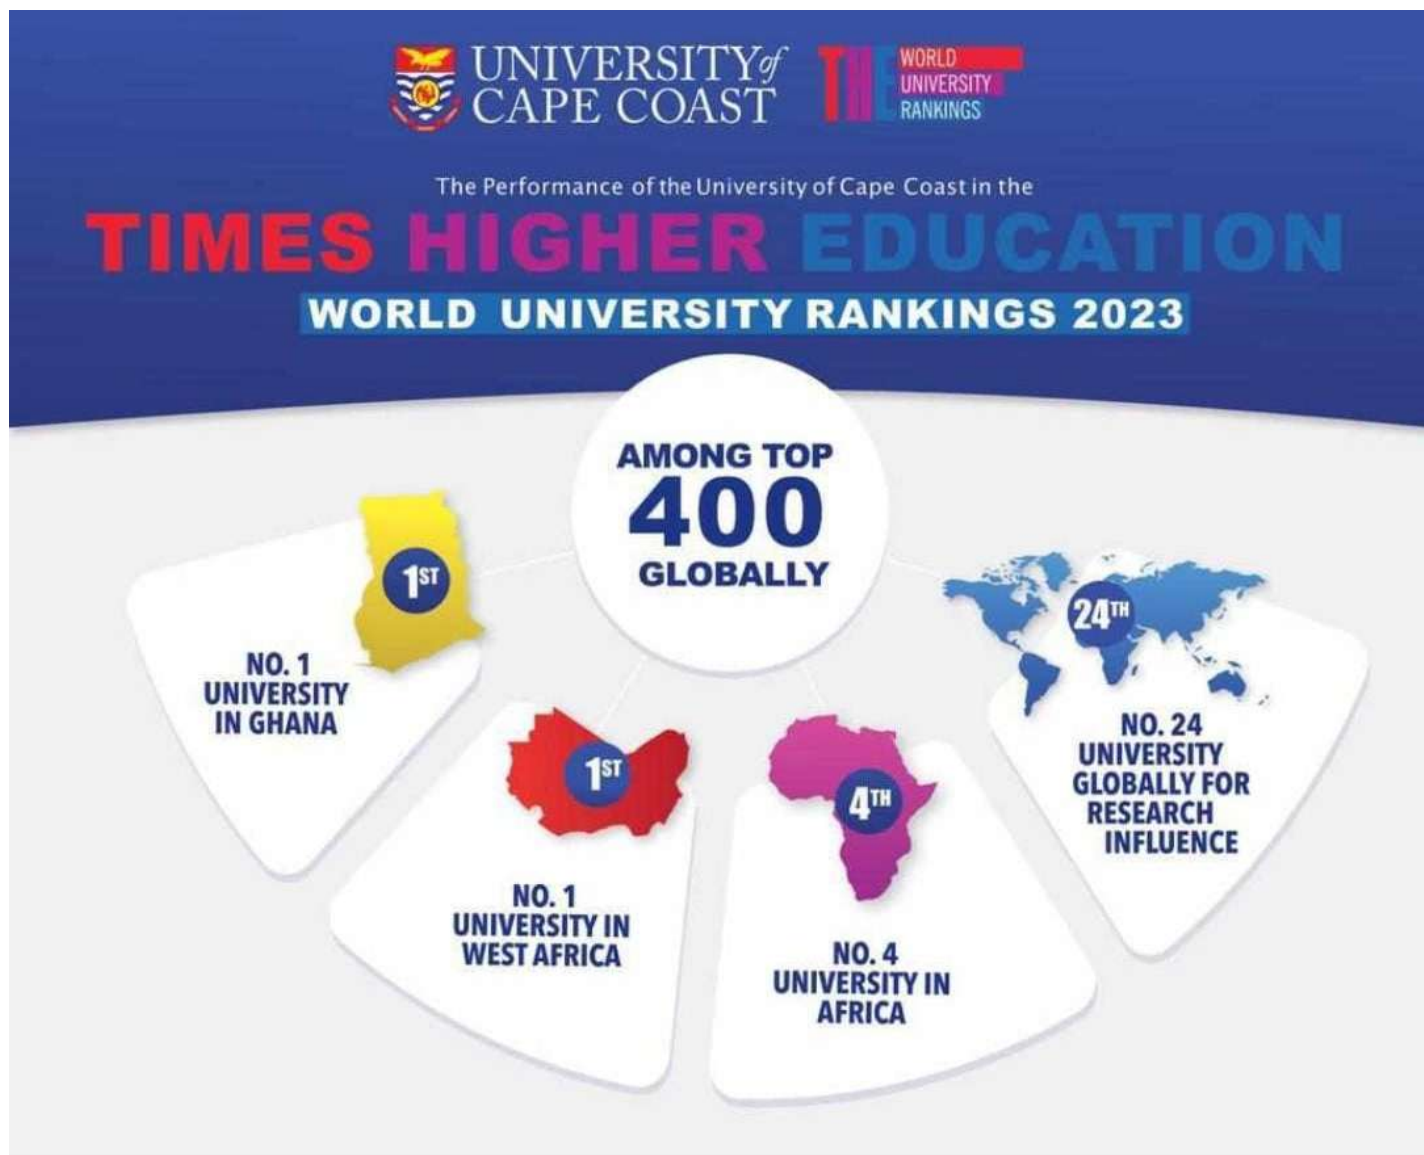 UNIVERSITY of
CAPE COAST
THE
WORLD
UNIVERSITY
RANKINGS
The Performance of the University of Cape Coast in the
TIMES HIGHER EDUCATION
WORLD UNIVERSITY RANKINGS 2023
AMONG TOP
400
GLOBALLY
1ST
NO. 1
UNIVERSITY
IN GHANA
1ST
NO. 1
UNIVERSITY IN
WEST AFRICA
4TH
NO. 4
UNIVERSITY IN
AFRICA
24TH
NO. 24
UNIVERSITY
GLOBALLY FOR
RESEARCH
INFLUENCE